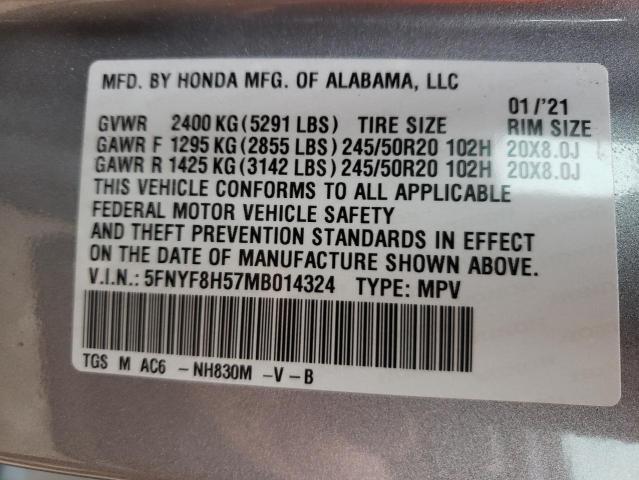 MFD. BY HONDA MFG. OF ALABAMA, LLC
01/'21
GVWR 2400 KG (5291 LBS) TIRE SIZE RIM SIZE
GAWR F 1295 KG (2855 LBS) 245/50R20 102H 20X8.0J
GAWR R 1425 KG (3142 LBS) 245/50R20 102H 20X8.0J
THIS VEHICLE CONFORMS TO ALL APPLICABLE
FEDERAL MOTOR VEHICLE SAFETY
AND THEFT PREVENTION STANDARDS IN EFFECT
ON THE DATE OF MANUFACTURE SHOWN ABOVE.
V.I.N.: 5FNYF8H57MB014324 TYPE: MPV
TGS M AC6 - NH830M - V - B